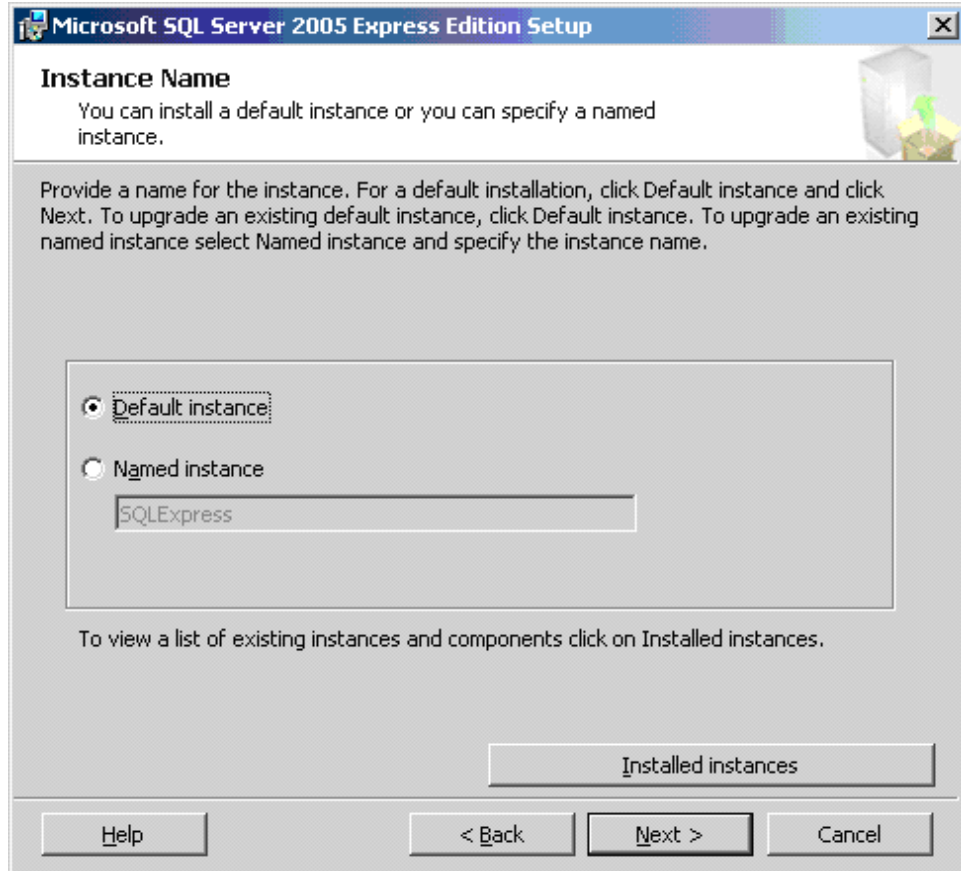 Microsoft SQL Server 2005 Express Edition Setup
Instance Name
You can install a default instance or you can specify a named
instance.
Provide a name for the instance. For a default installation, click Default instance and click
Next. To upgrade an existing default instance, click Default instance. To upgrade an existing
named instance select Named instance and specify the instance name.
Default instance
Named instance
SQLExpress
To view a list of existing instances and components click on Installed instances.
Installed instances
Help
< Back
Next >
Cancel